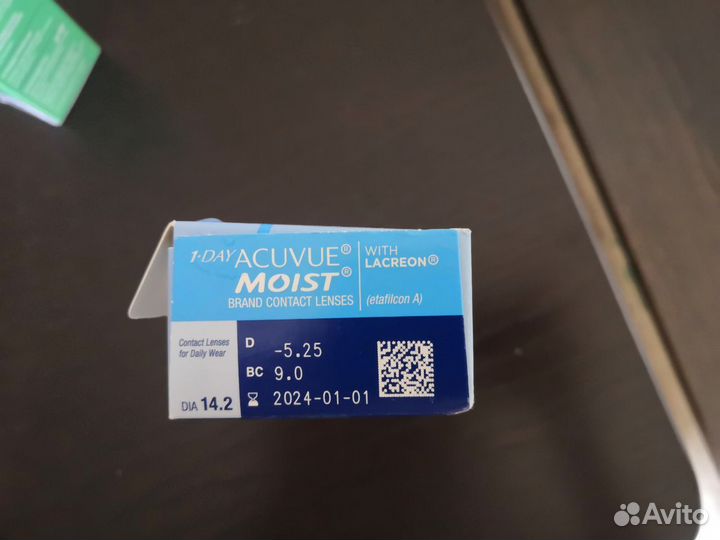 1·DAY ACUVUE® MOIST®
BRAND CONTACT LENSES
WITH
LACREON®
(etafilcon A)
Contact Lenses
for Daily Wear
DIA 14.2
D -5.25
BC 9.0
2024-01-01
Avito